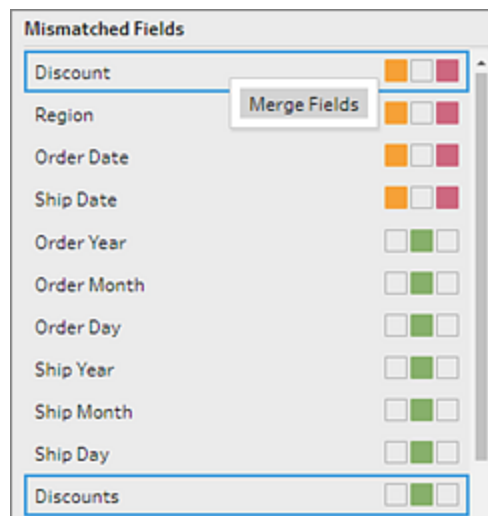 Mismatched Fields
Discount
Merge Fields
Region
Order Date
Ship Date
Order Year
Order Month
Order Day
Ship Year
Ship Month
Ship Day
Discounts